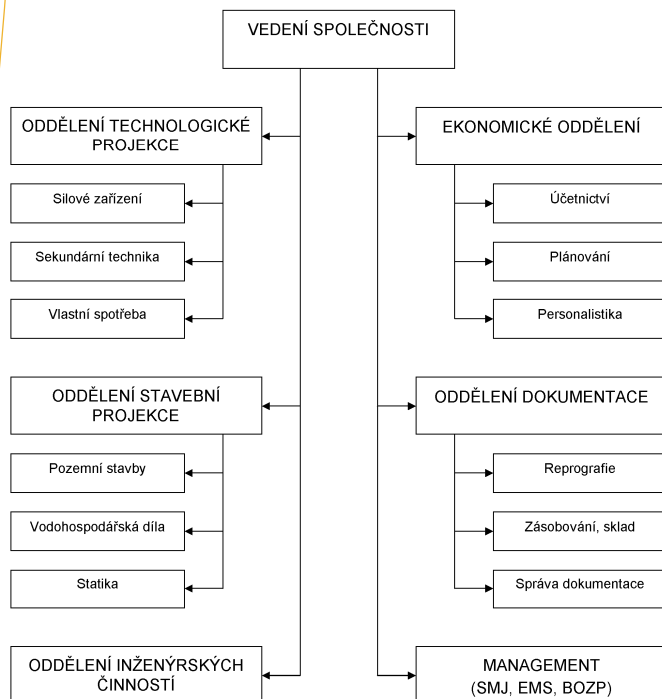 VEDENÍ SPOLEČNOSTI
ODDĚLENÍ TECHNOLOGICKÉ
PROJEKCE
Silové zařízení
Sekundární technika
Vlastní spotřeba
EKONOMICKÉ ODDĚLENÍ
Účetnictví
Plánování
Personalistika
ODDĚLENÍ STAVEBNÍ
PROJEKCE
Pozemní stavby
Vodohospodářská díla
Statika
ODDĚLENÍ DOKUMENTACE
Reprografie
Zásobování, sklad
Správa dokumentace
ODDĚLENÍ INŽENÝRSKÝCH
ČINNOSTÍ
MANAGEMENT
(SMJ, EMS, BOZP)